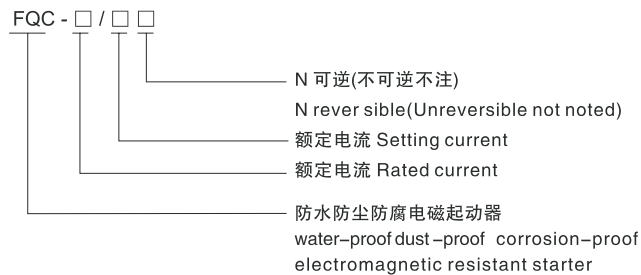 FQC-□/□□
N 可逆(不可逆不注)
N rever sible(Unreversible not noted)
额定电流 Setting current
额定电流 Rated current
防水防尘防腐电磁起动器
water-proof dust-proof corrosion-proof
electromagnetic resistant starter